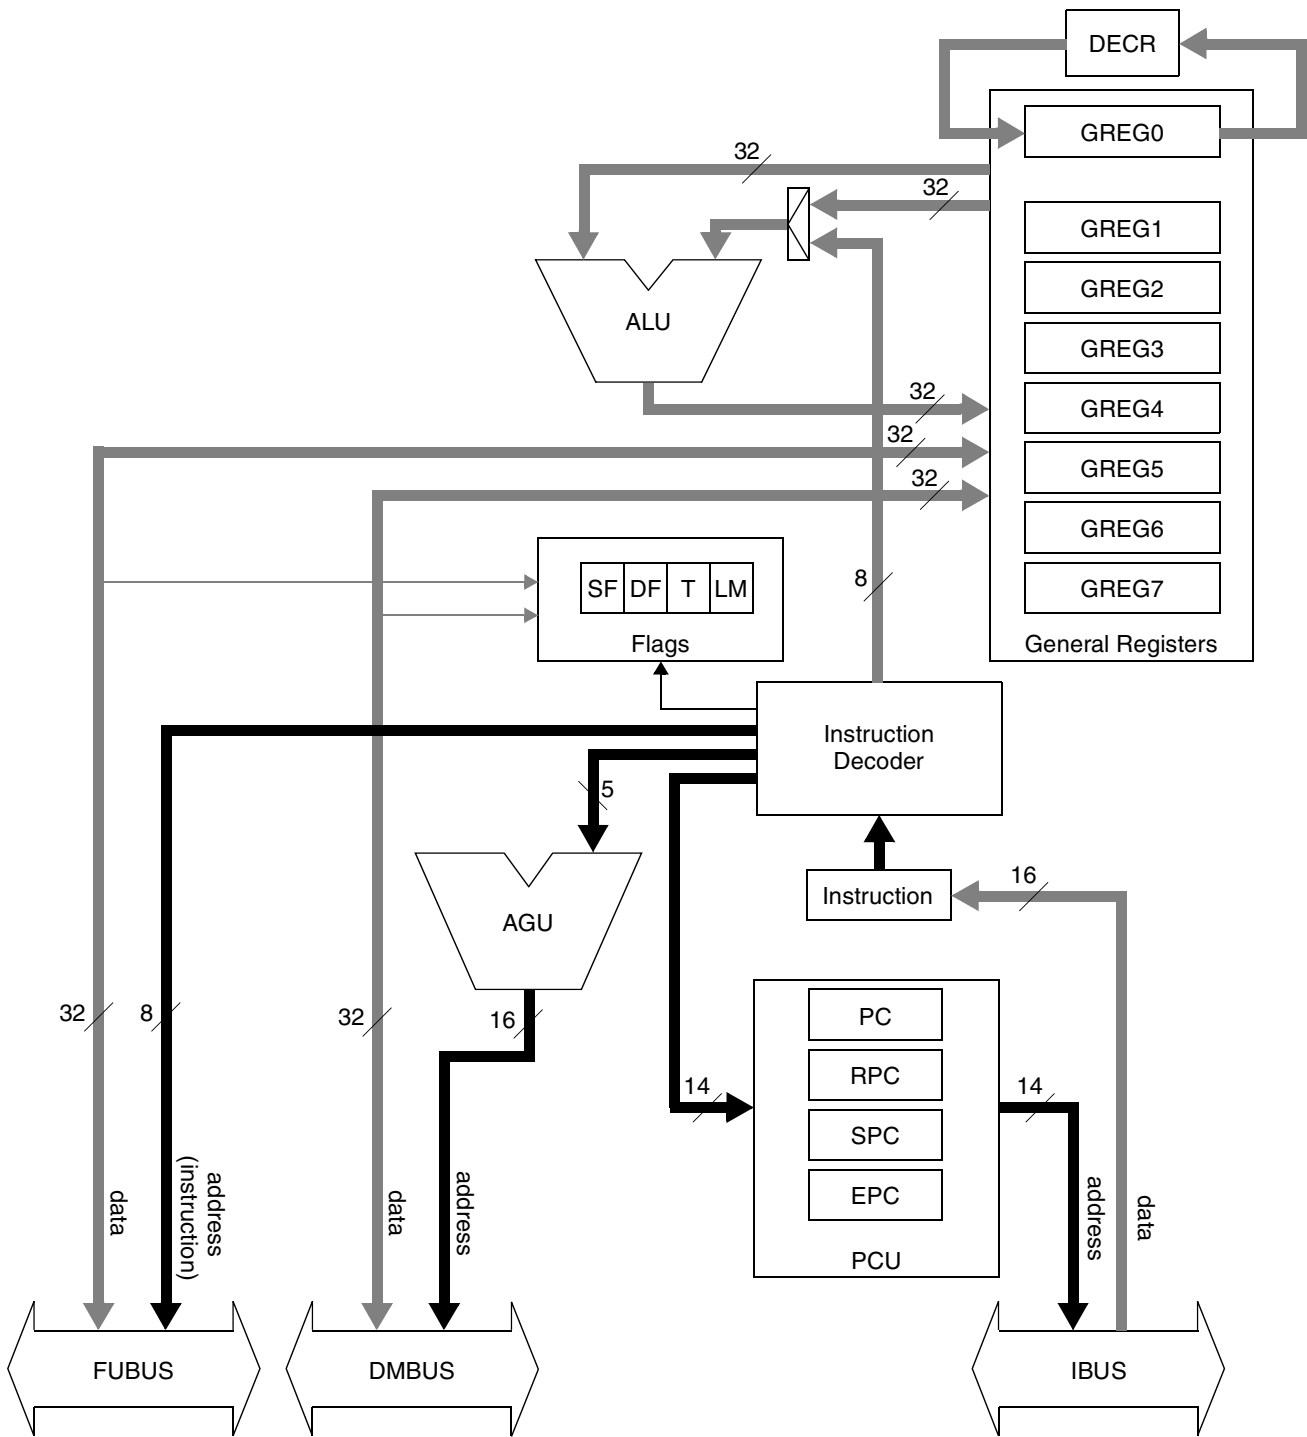 DECR
GREG0
32
32
GREG1
GREG2
ALU
GREG3
32
GREG4
32
GREG5
32
GREG6
8
SF DF T LM
GREG7
Flags
General Registers
Instruction
Decoder
5
Instruction
16
AGU
32
8
32
16
PC
RPC
14
14
SPC
EPC
PCU
data
address
(instruction)
data
address
address
data
FUBUS
DMBUS
IBUS